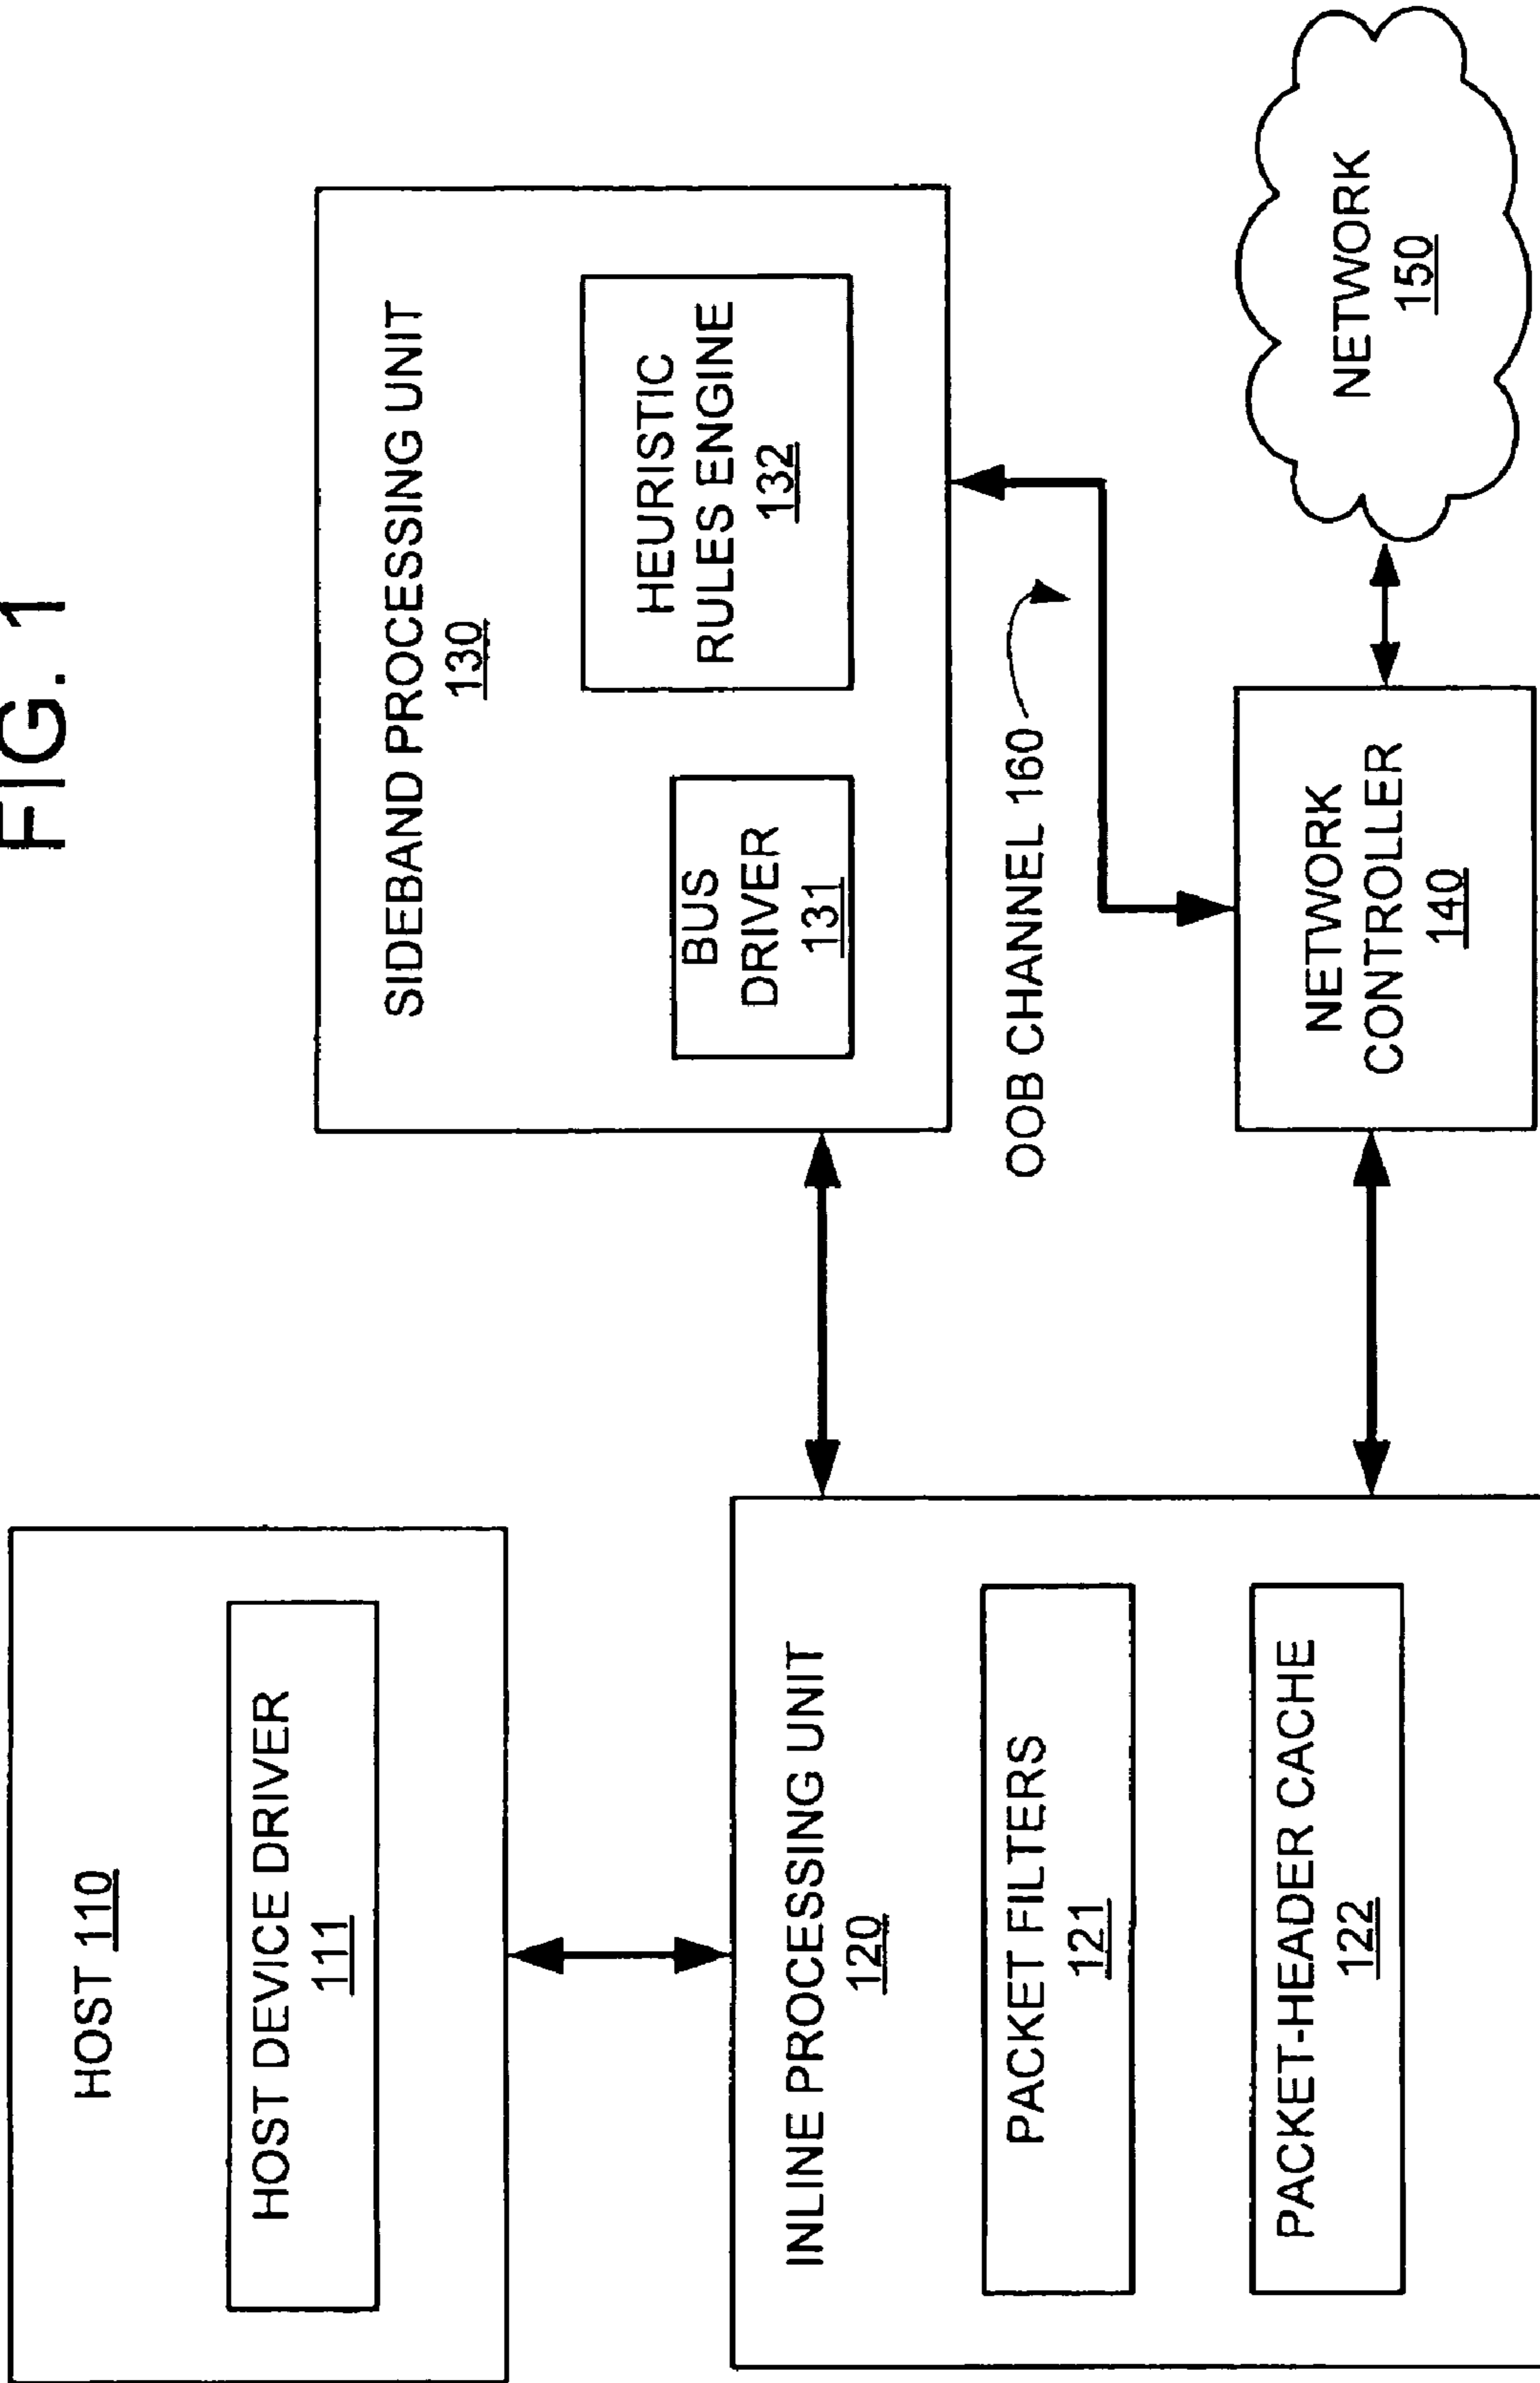 FIG. 1
HOST 110
HOST DEVICE DRIVER
111
INLINE PROCESSING UNIT
120
PACKET FILTERS
121
PACKET-HEADER CACHE
122
SIDEBAND PROCESSING UNIT
130
BUS
DRIVER
131
HEURISTIC
RULES ENGINE
132
OOB CHANNEL 160
NETWORK
CONTROLLER
140
NETWORK
150